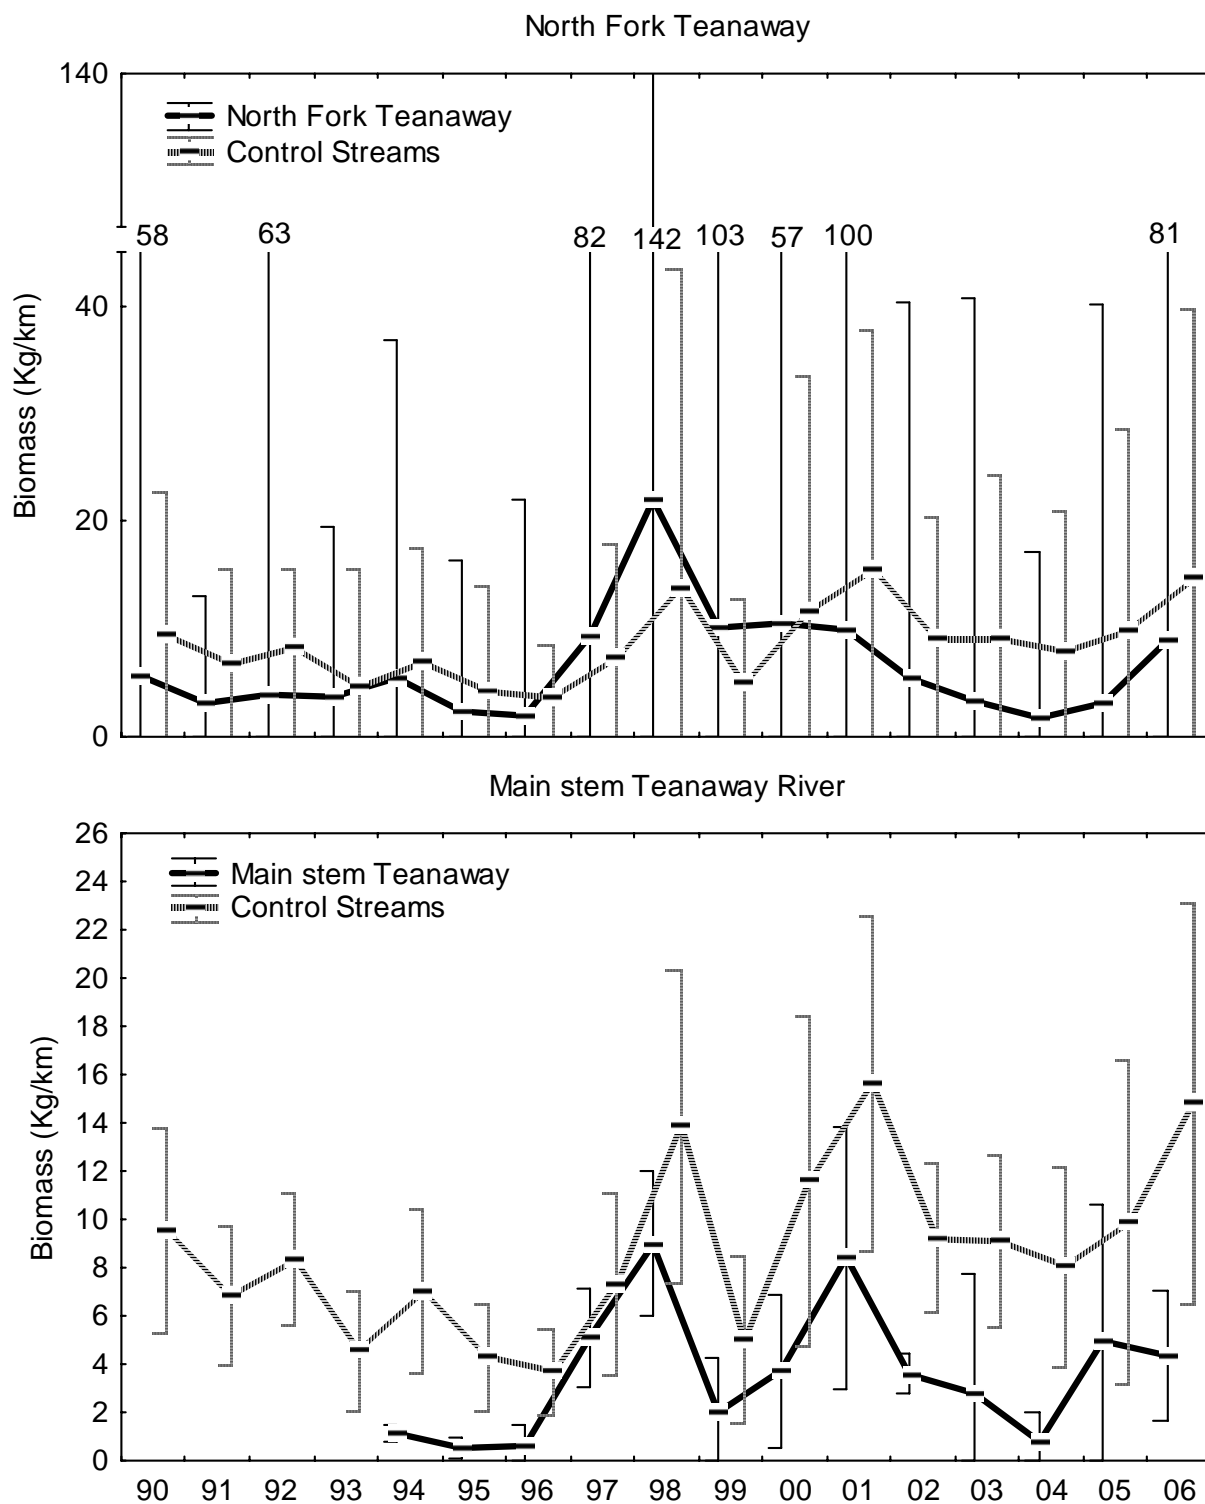 North Fork Teanaway
140
North Fork Teanaway
Control Streams
58 63 82 142 103 57 100 81
40
20
0
Biomass (Kg/km)
Main stem Teanaway River
26
24
22
20
18
16
14
12
10
8
6
4
2
0
Main stem Teanaway
Control Streams
Biomass (Kg/km)
90 91 92 93 94 95 96 97 98 99 00 01 02 03 04 05 06